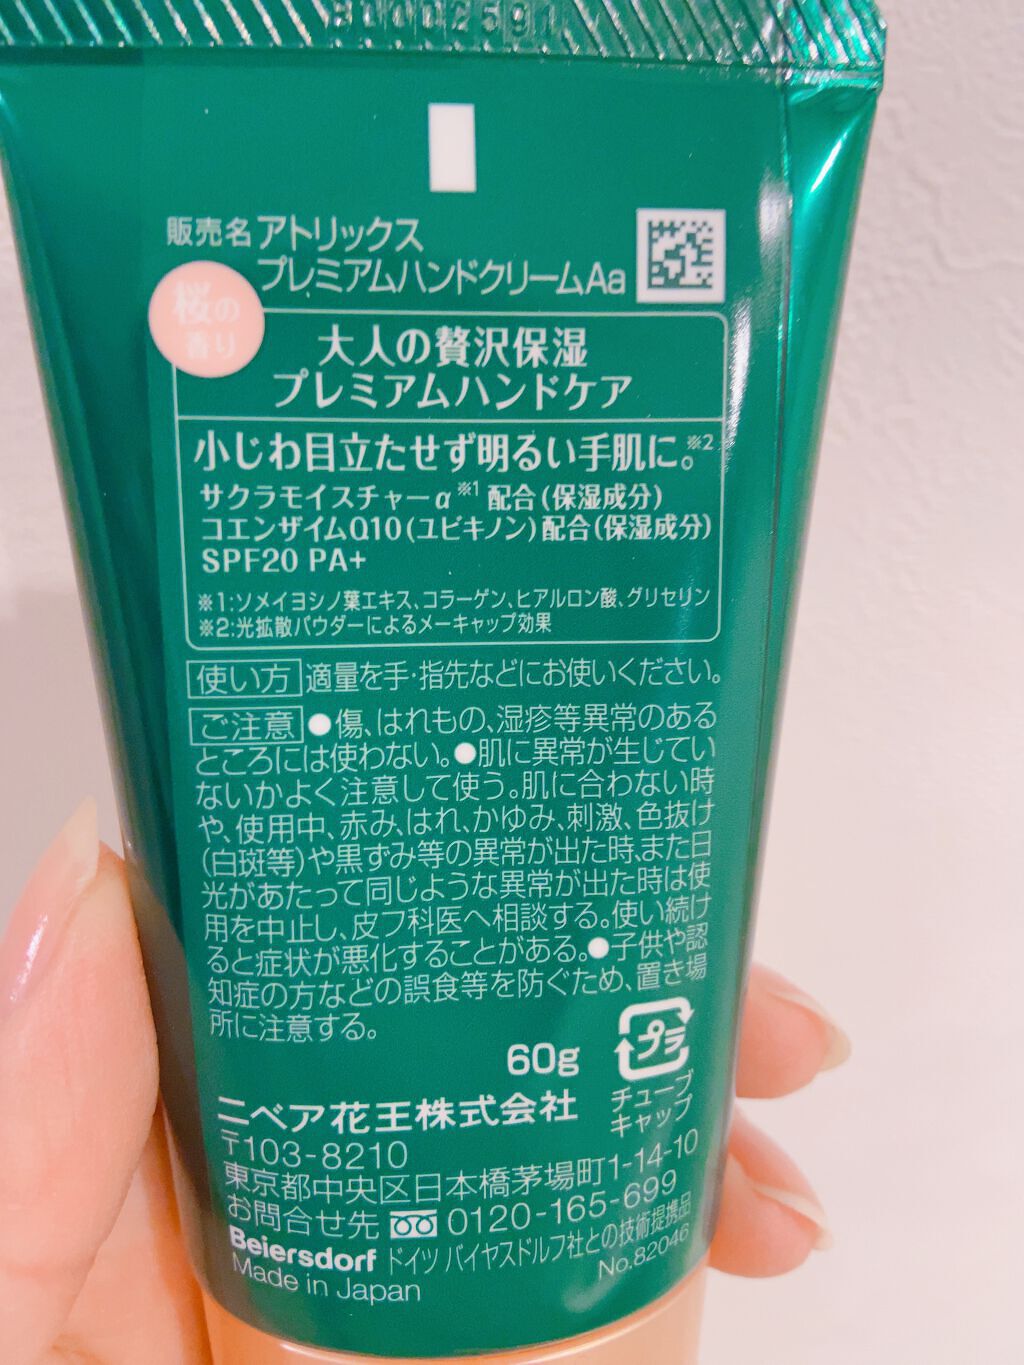 販売名 アトリックス
プレミアムハンドクリームAa
桜の
香り
大人の贅沢保湿
プレミアムハンドケア
小じわ目立たせず明るい手肌に。※2
サクラモイスチャーα※1 配合(保湿成分)
コエンザイムQ10(ユビキノン)配合(保湿成分)
SPF20 PA+
※1:ソメイヨシノ葉エキス、コラーゲン、ヒアルロン酸、グリセリン
※2:光拡散パウダーによるメーキャップ効果
使い方 適量を手・指先などにお使いください。
ご注意 ●傷、はれもの、湿疹等異常のある
ところには使わない。●肌に異常が生じてい
ないかよく注意して使う。肌に合わない時
や、使用中、赤み、はれ、かゆみ、刺激、色抜け
(白斑等)や黒ずみ等の異常が出た時、また日
光があたって同じような異常が出た時は使
用を中止し、皮フ科医へ相談する。使い続け
ると症状が悪化することがある。●子供や認
知症の方などの誤食等を防ぐため、置き場
所に注意する。
60g
プラ
チューブ
キャップ
ニベア花王株式会社
〒103-8210
東京都中央区日本橋茅場町1-14-10
お問合せ先 0120-165-699
Beiersdorf ドイツ バイヤスドルフ社との技術提携品
Made in Japan
No.82046